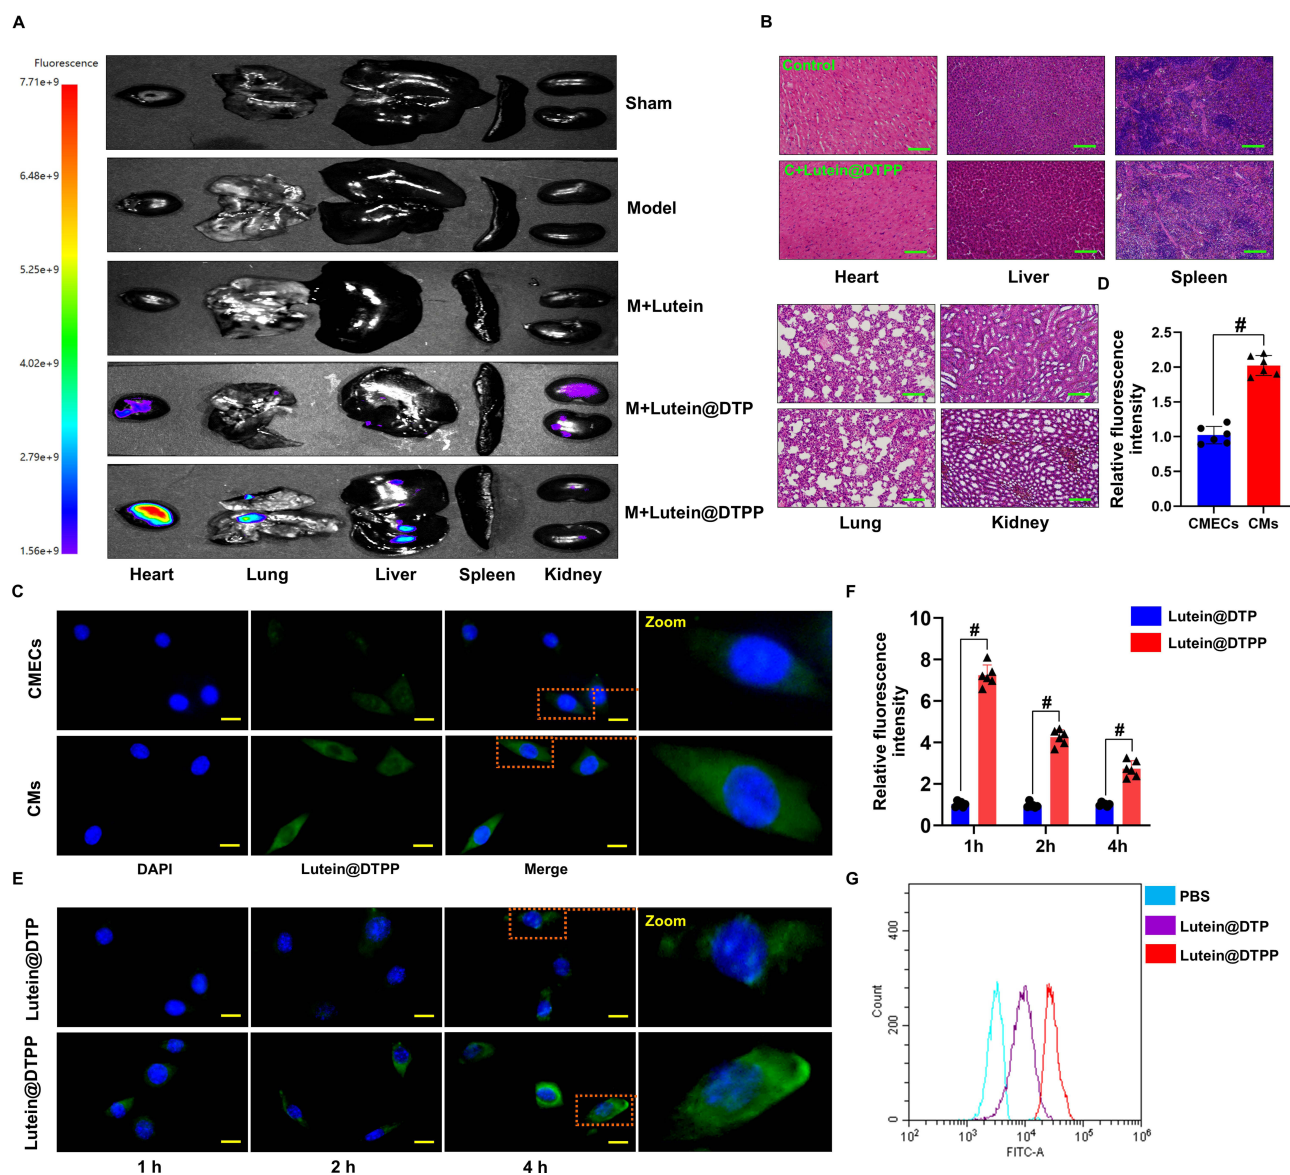 A
Fluorescence
7.71e+9
6.48e+9
5.25e+9
4.02e+9
2.79e+9
1.56e+9
Sham
Model
M+Lutein
M+Lutein@DTP
M+Lutein@DTPP
Heart Lung Liver Spleen Kidney
B
Control
C+Lutein@DTPP
Heart Liver Spleen
Lung Kidney
D
Relative fluorescence
intensity
2.5
2.0
1.5
1.0
0.5
0.0
#
CMECs CMs
C
CMECs
CMs
Zoom
DAPI Lutein@DTPP Merge
F
Relative fluorescence
intensity
10
8
6
4
2
0
# # #
1h 2h 4h
Lutein@DTP
Lutein@DTPP
E
Lutein@DTP
Lutein@DTPP
Zoom
1 h 2 h 4 h
G
Count
400
200
0
10² 10³ 10⁴ 10⁵ 10⁶
FITC-A
PBS
Lutein@DTP
Lutein@DTPP